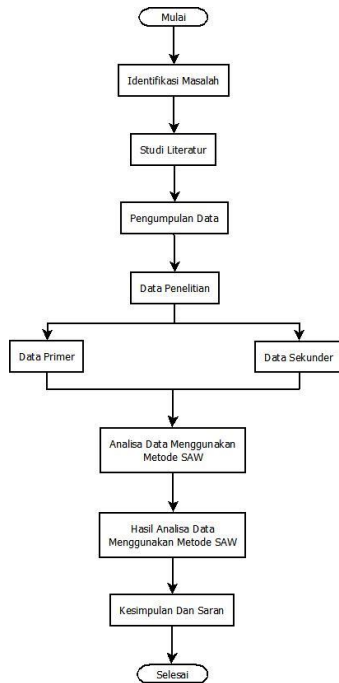 Mulai
Identifikasi Masalah
Studi Literatur
Pengumpulan Data
Data Penelitian
Data Primer
Data Sekunder
Analisa Data Menggunakan
Metode SAW
Hasil Analisa Data
Menggunakan Metode SAW
Kesimpulan Dan Saran
Selesai